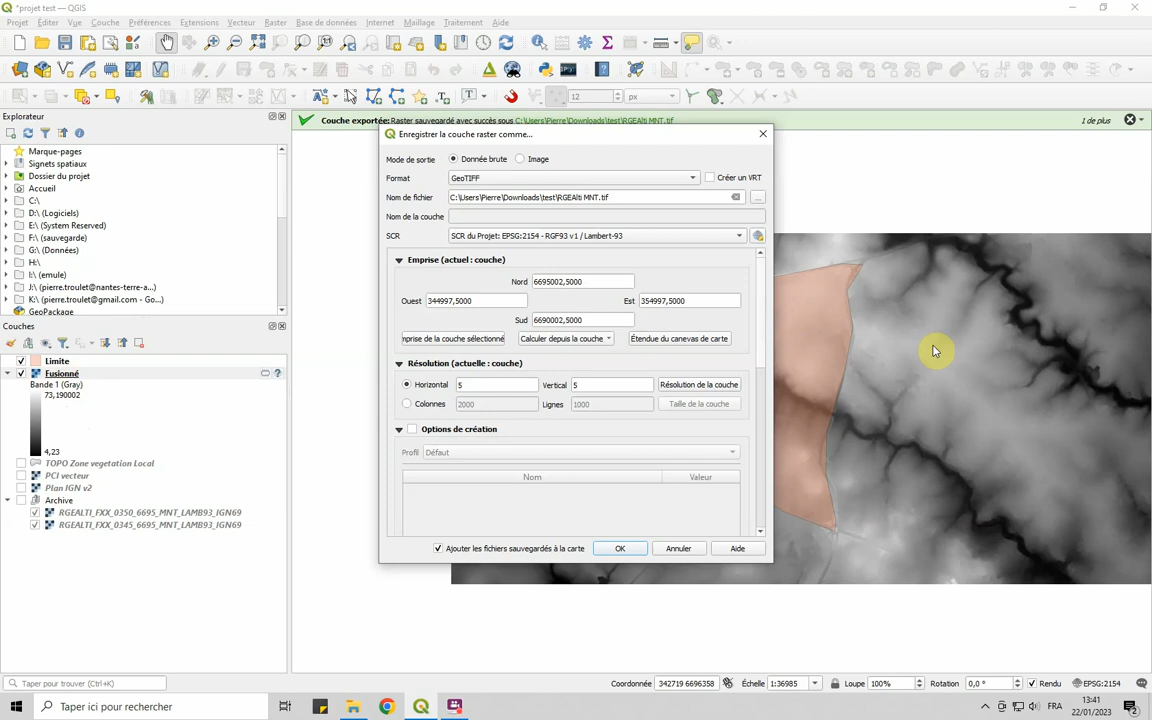 *projet test — QGIS
Projet Éditer Vue Couche Préférences Extensions Vecteur Raster Base de données Internet Maillage Traitement Aide
12 px
Explorateur
Couche exportée: Raster sauvegardé avec succès sous C:\Users\Pierre\Downloads\test\RGEAlti MNT.tif
1 de plus
Marque-pages
Signets spatiaux
Dossier du projet
Accueil
C:\
D:\ (Logiciels)
E:\ (System Reserved)
F:\ (sauvegarde)
G:\ (Données)
H:\
I:\ (emule)
J:\ (pierre.troulet@nantes-terre-a...)
K:\ (pierre.troulet@gmail.com - Go...)
GeoPackage
Couches
Limite
Fusionné
Bande 1 (Gray)
73,190002
4,23
TOPO Zone vegetation Local
PCI vecteur
Plan IGN v2
Archive
RGEALTI_FXX_0350_6695_MNT_LAMB93_IGN69
RGEALTI_FXX_0345_6695_MNT_LAMB93_IGN69
Enregistrer la couche raster comme...
Mode de sortie Donnée brute Image
Format GeoTIFF Créer un VRT
Nom de fichier C:\Users\Pierre\Downloads\test\RGEAlti MNT.tif ...
Nom de la couche
SCR SCR du Projet: EPSG:2154 - RGF93 v1 / Lambert-93
Emprise (actuel : couche)
Nord 6695002,5000
Ouest 344997,5000 Est 354997,5000
Sud 6690002,5000
mprise de la couche sélectionné Calculer depuis la couche Étendue du canevas de carte
Résolution (actuelle : couche)
Horizontal 5 Vertical 5 Résolution de la couche
Colonnes 2000 Lignes 1000 Taille de la couche
Options de création
Profil Défaut
Nom Valeur
Ajouter les fichiers sauvegardés à la carte OK Annuler Aide
Taper pour trouver (Ctrl+K) Coordonnée 342719 6696358 Échelle 1:36985 Loupe 100% Rotation 0,0 ° Rendu EPSG:2154
Taper ici pour rechercher
FRA
13:41
22/01/2023
2